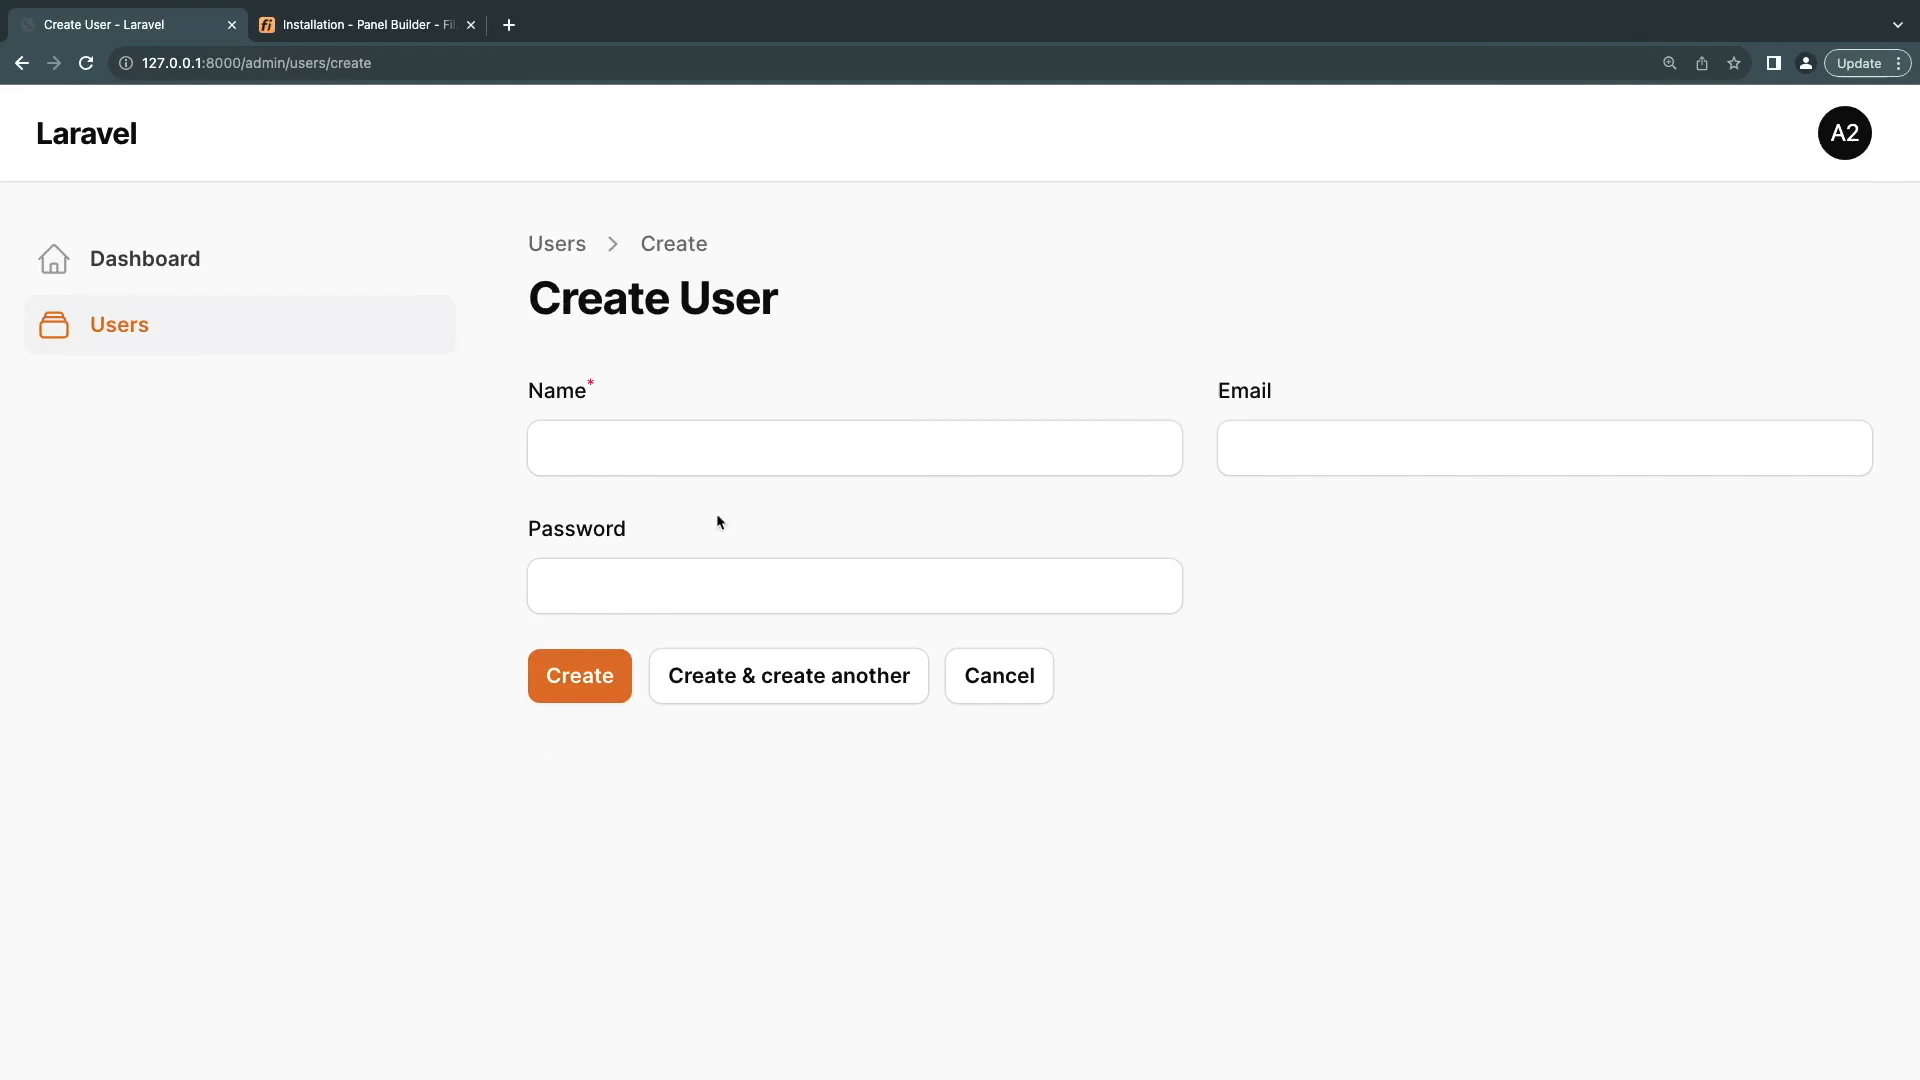 Create User - Laravel
Installation - Panel Builder - Fil
127.0.0.1:8000/admin/users/create
Update
Laravel
A2
Dashboard
Users
Users > Create
Create User
Name*
Email
Password
Create
Create & create another
Cancel